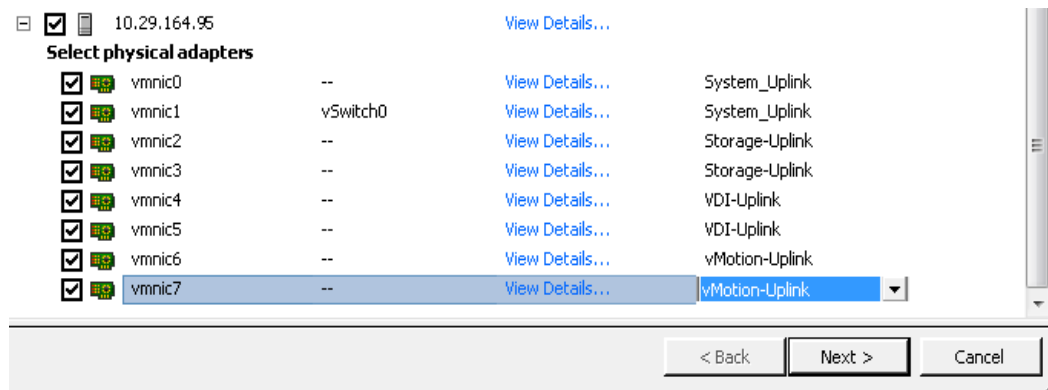 10.29.164.95 View Details...
Select physical adapters
vmnic0 -- View Details... System_Uplink
vmnic1 vSwitch0 View Details... System_Uplink
vmnic2 -- View Details... Storage-Uplink
vmnic3 -- View Details... Storage-Uplink
vmnic4 -- View Details... VDI-Uplink
vmnic5 -- View Details... VDI-Uplink
vmnic6 -- View Details... vMotion-Uplink
vmnic7 -- View Details... vMotion-Uplink
< Back Next > Cancel